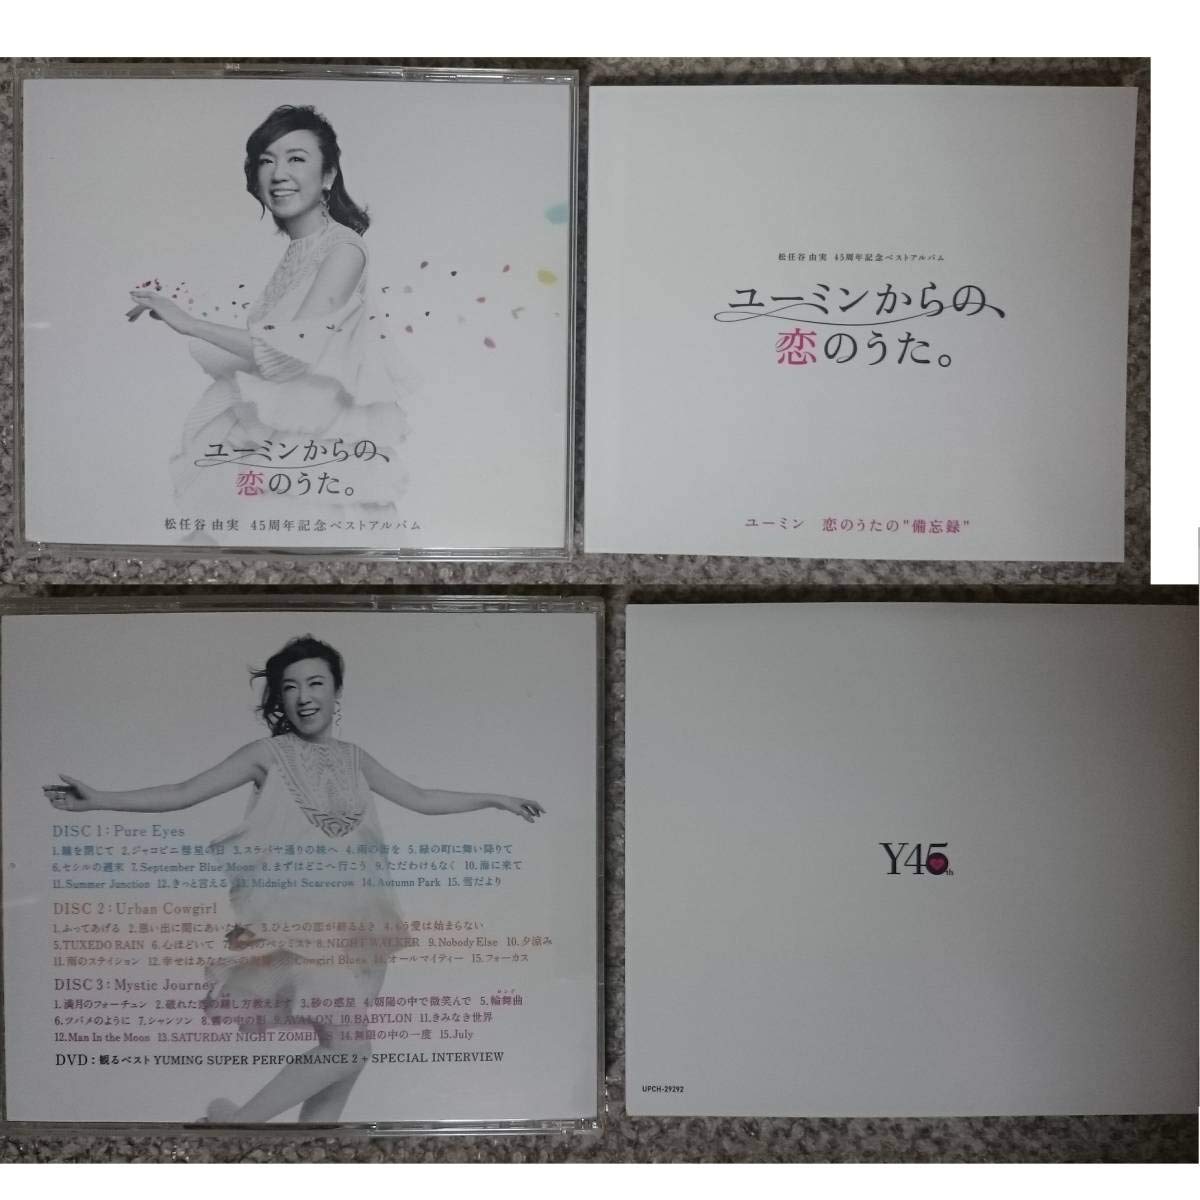 ユーミンからの、
恋のうた。
松任谷 由実 45周年記念ベストアルバム
松任谷 由実 45周年記念ベストアルバム
ユーミンからの、
恋のうた。
ユーミン 恋のうたの"備忘録"
DISC 1 : Pure Eyes
1.瞳を閉じて 2.ジャコビニ彗星の日 3.スラバヤ通りの妹へ 4.雨の街を 5.緑の町に舞い降りて
6.セシルの週末 7.September Blue Moon 8.まずはどこへ行こう 9.ただわけもなく 10.海に来て
11.Summer Junction 12.きっと言える 13.Midnight Scarecrow 14.Autumn Park 15.雪だより
DISC 2 : Urban Cowgirl
1.ふってあげる 2.思い出に間にあいたくて 3.ひとつの恋が終るとき 4.もう愛は始まらない
5.TUXEDO RAIN 6.心ほどいて 7.のペシミスト 8.NIGHT WALKER 9.Nobody Else 10.夕涼み
11.雨のステイション 12.幸せはあなたへの Cowgirl Blues 14.オールマイティー 15.フォーカス
DISC 3 : Mystic Journey
1.満月のフォーチュン 2.破れた恋の繕し方教えます 3.砂の惑星 4.朝陽の中で微笑んで 5.輪舞曲
6.ツバメのように 7.シャンソン 8.霧の中の影 9.AVALON 10.BABYLON 11.きみなき世界
12.Man In the Moon 13.SATURDAY NIGHT ZOMBIES 14.無限の中の一度 15.July
DVD : 観るベスト YUMING SUPER PERFORMANCE 2 + SPECIAL INTERVIEW
Y45th
UPCH-29292